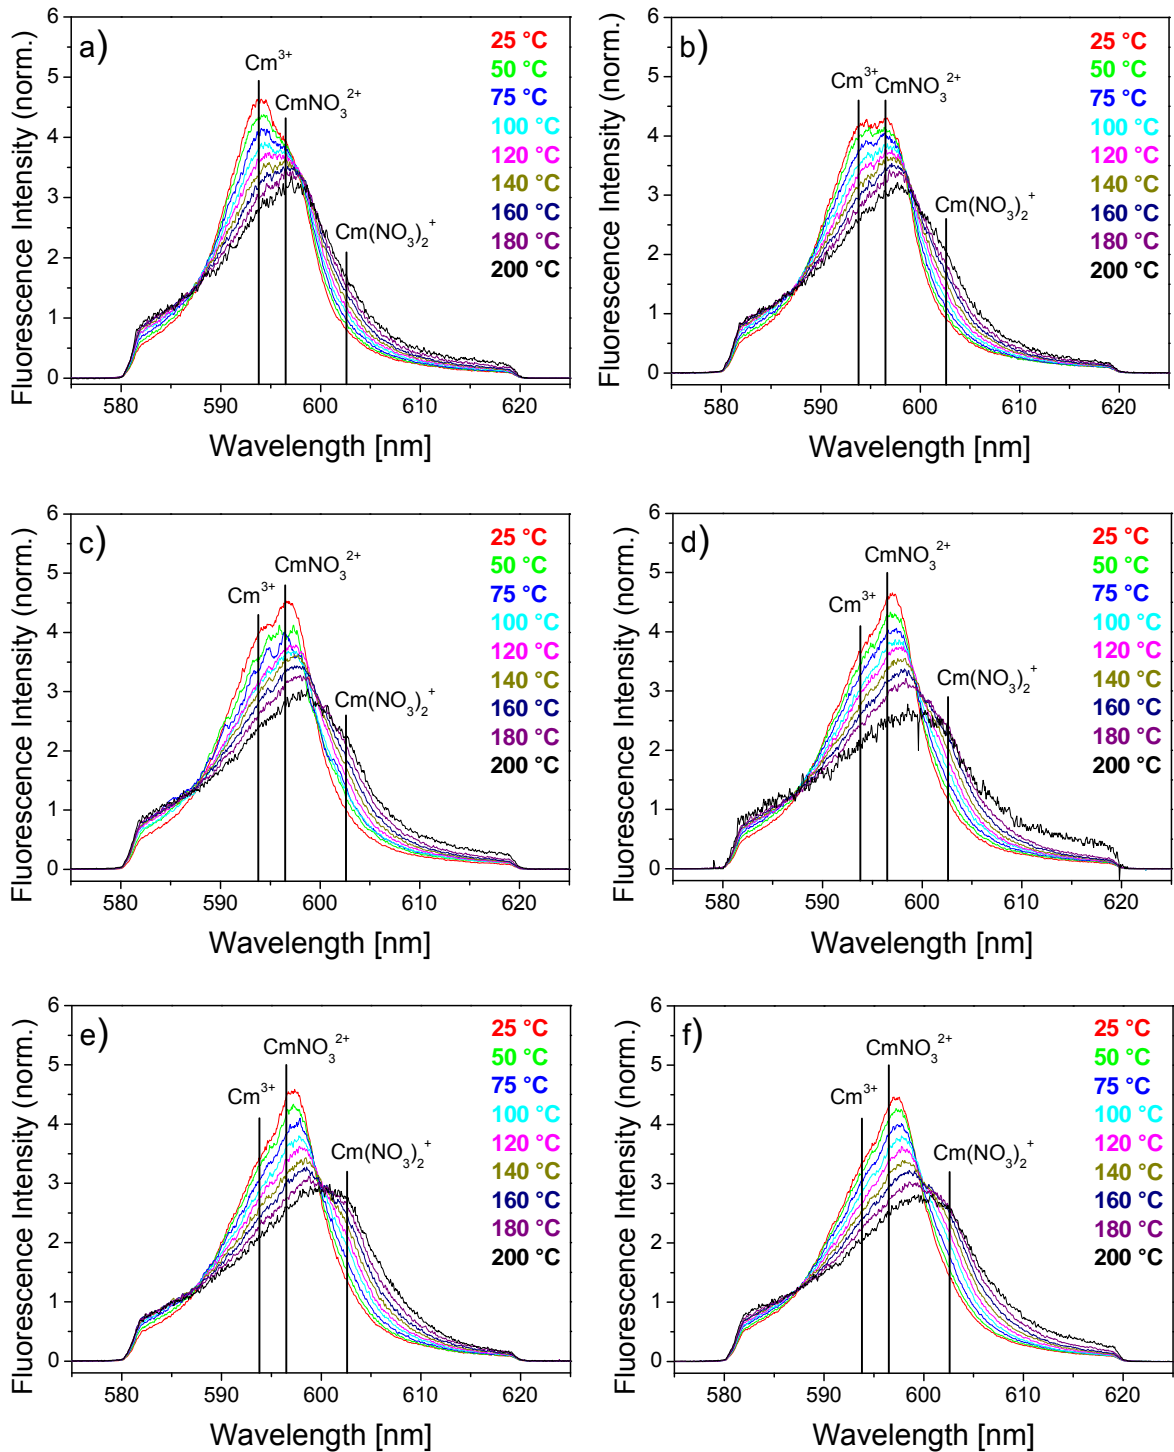 a)
Fluorescence Intensity (norm.)
6
5
4
3
2
1
0
Cm³⁺
CmNO₃²⁺
Cm(NO₃)₂⁺
25 °C
50 °C
75 °C
100 °C
120 °C
140 °C
160 °C
180 °C
200 °C
580 590 600 610 620
Wavelength [nm]
b)
Fluorescence Intensity (norm.)
6
5
4
3
2
1
0
Cm³⁺ CmNO₃²⁺
Cm(NO₃)₂⁺
25 °C
50 °C
75 °C
100 °C
120 °C
140 °C
160 °C
180 °C
200 °C
580 590 600 610 620
Wavelength [nm]
c)
Fluorescence Intensity (norm.)
6
5
4
3
2
1
0
CmNO₃²⁺
Cm³⁺
Cm(NO₃)₂⁺
25 °C
50 °C
75 °C
100 °C
120 °C
140 °C
160 °C
180 °C
200 °C
580 590 600 610 620
Wavelength [nm]
d)
Fluorescence Intensity (norm.)
6
5
4
3
2
1
0
CmNO₃²⁺
Cm³⁺
Cm(NO₃)₂⁺
25 °C
50 °C
75 °C
100 °C
120 °C
140 °C
160 °C
180 °C
200 °C
580 590 600 610 620
Wavelength [nm]
e)
Fluorescence Intensity (norm.)
6
5
4
3
2
1
0
CmNO₃²⁺
Cm³⁺
Cm(NO₃)₂⁺
25 °C
50 °C
75 °C
100 °C
120 °C
140 °C
160 °C
180 °C
200 °C
580 590 600 610 620
Wavelength [nm]
f)
Fluorescence Intensity (norm.)
6
5
4
3
2
1
0
CmNO₃²⁺
Cm³⁺
Cm(NO₃)₂⁺
25 °C
50 °C
75 °C
100 °C
120 °C
140 °C
160 °C
180 °C
200 °C
580 590 600 610 620
Wavelength [nm]